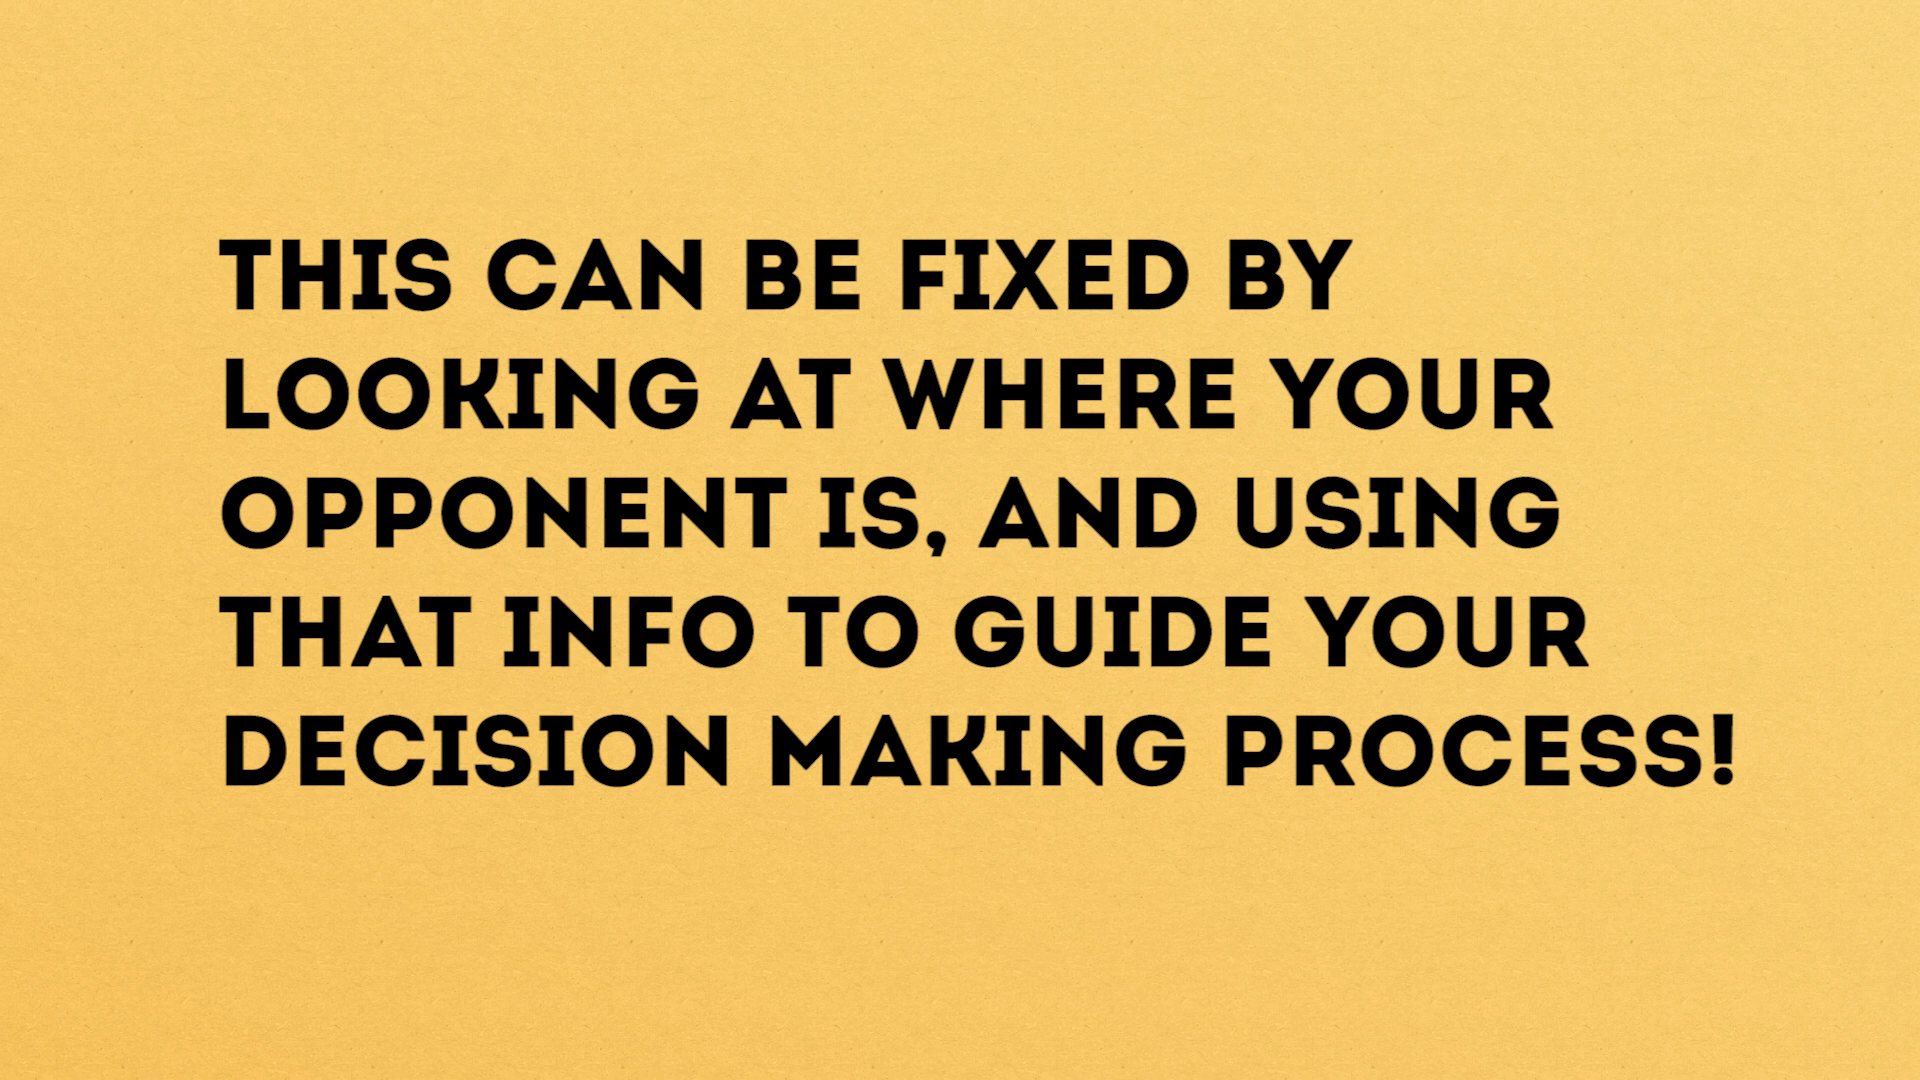 THIS CAN BE FIXED BY
LOOKING AT WHERE YOUR
OPPONENT IS, AND USING
THAT INFO TO GUIDE YOUR
DECISION MAKING PROCESS!